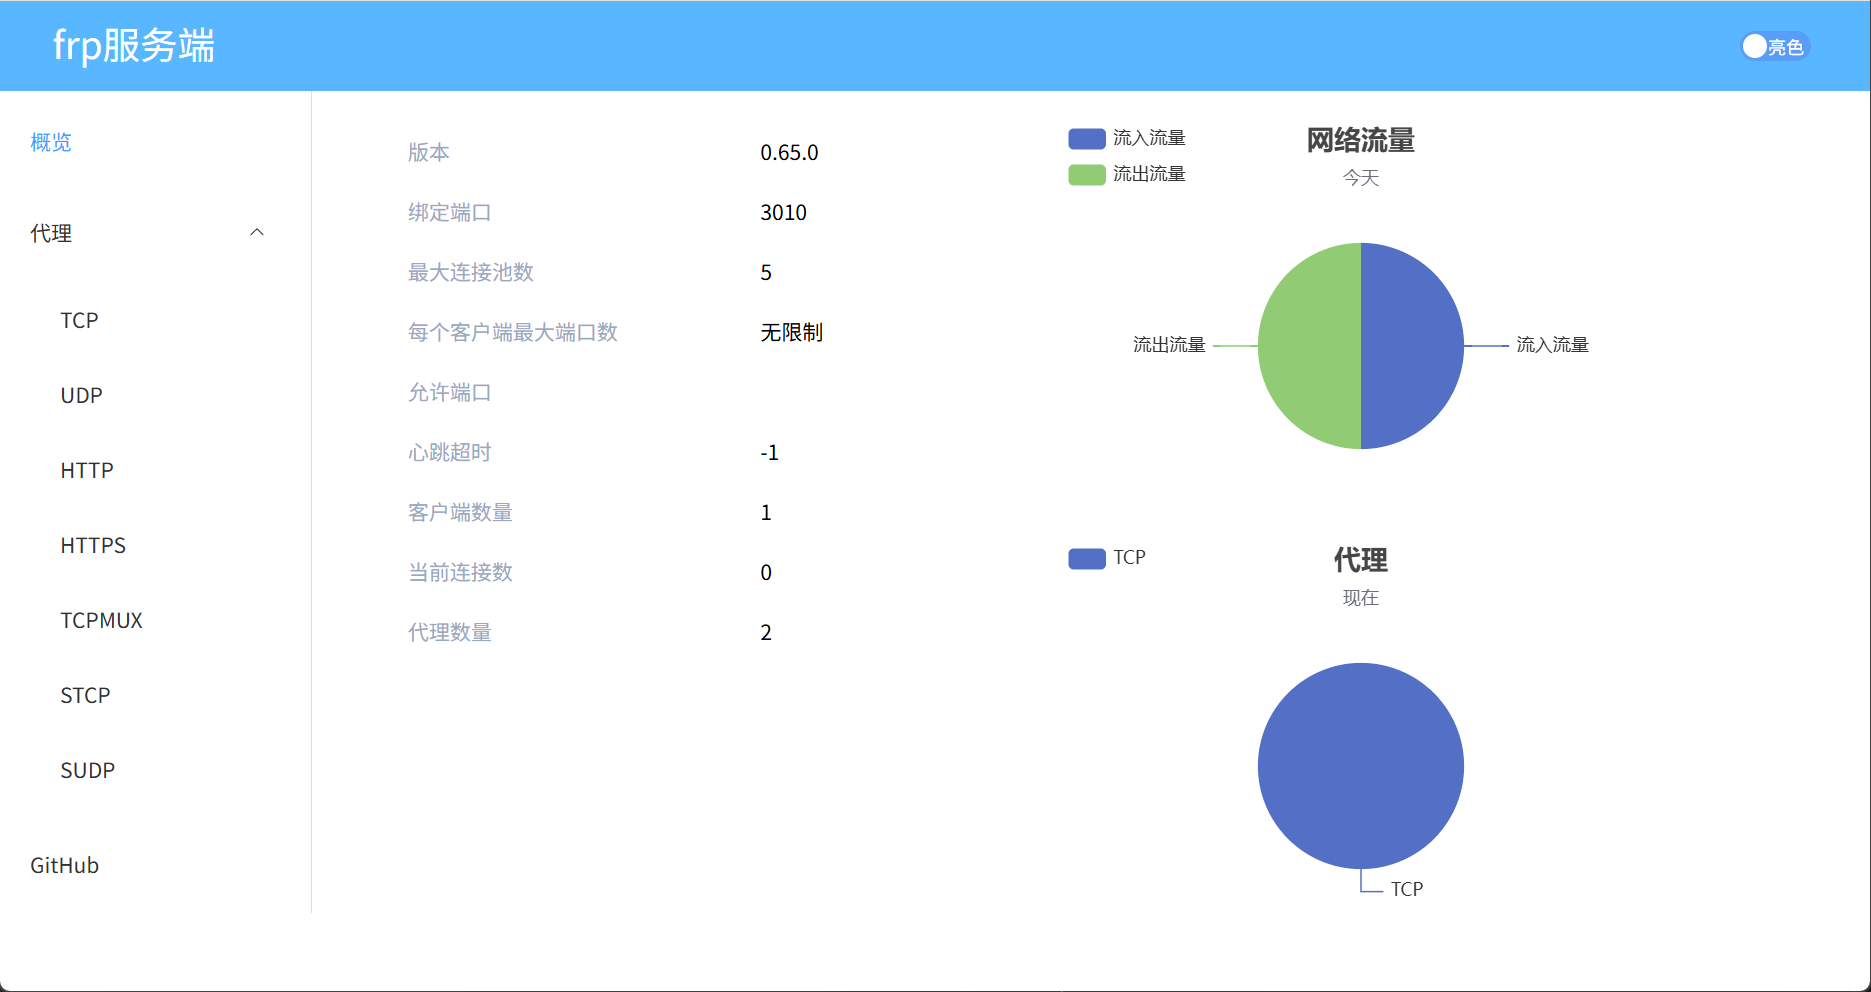 frp服务端
亮色
概览
代理
TCP
UDP
HTTP
HTTPS
TCPMUX
STCP
SUDP
GitHub
版本 0.65.0
绑定端口 3010
最大连接池数 5
每个客户端最大端口数 无限制
允许端口
心跳超时 -1
客户端数量 1
当前连接数 0
代理数量 2
流入流量
流出流量
网络流量
今天
流出流量
流入流量
TCP
代理
现在
TCP